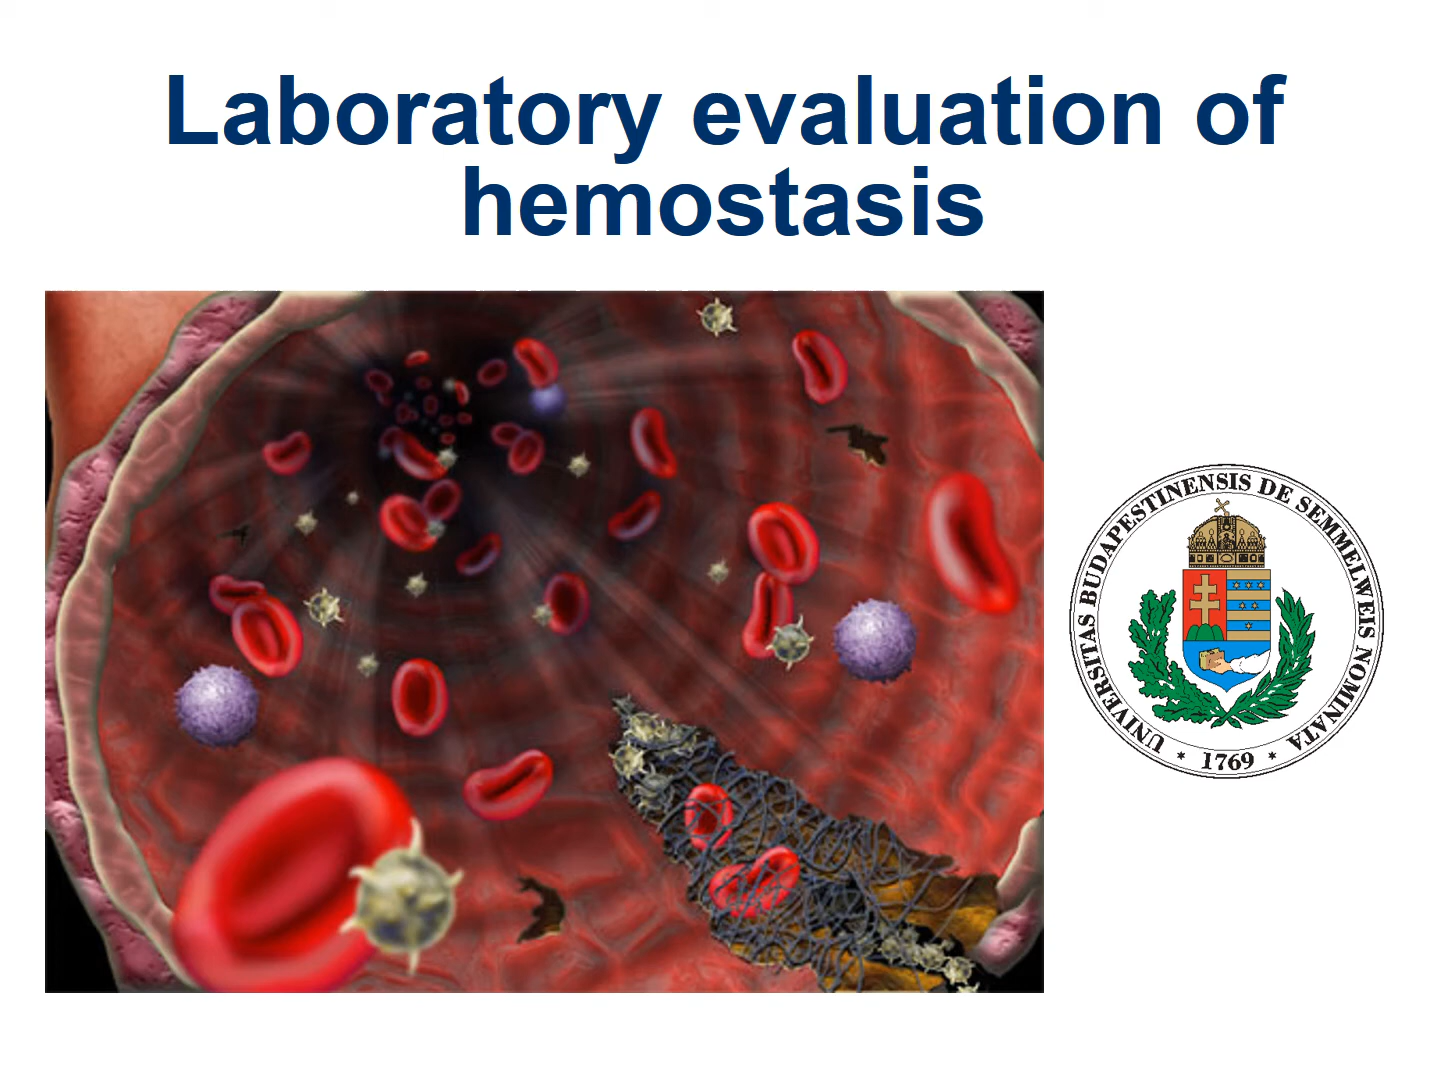 Laboratory evaluation of
hemostasis
UNIVERSITAS BUDAPESTINENSIS DE SEMMELWEIS NOMINATA
* 1769 *